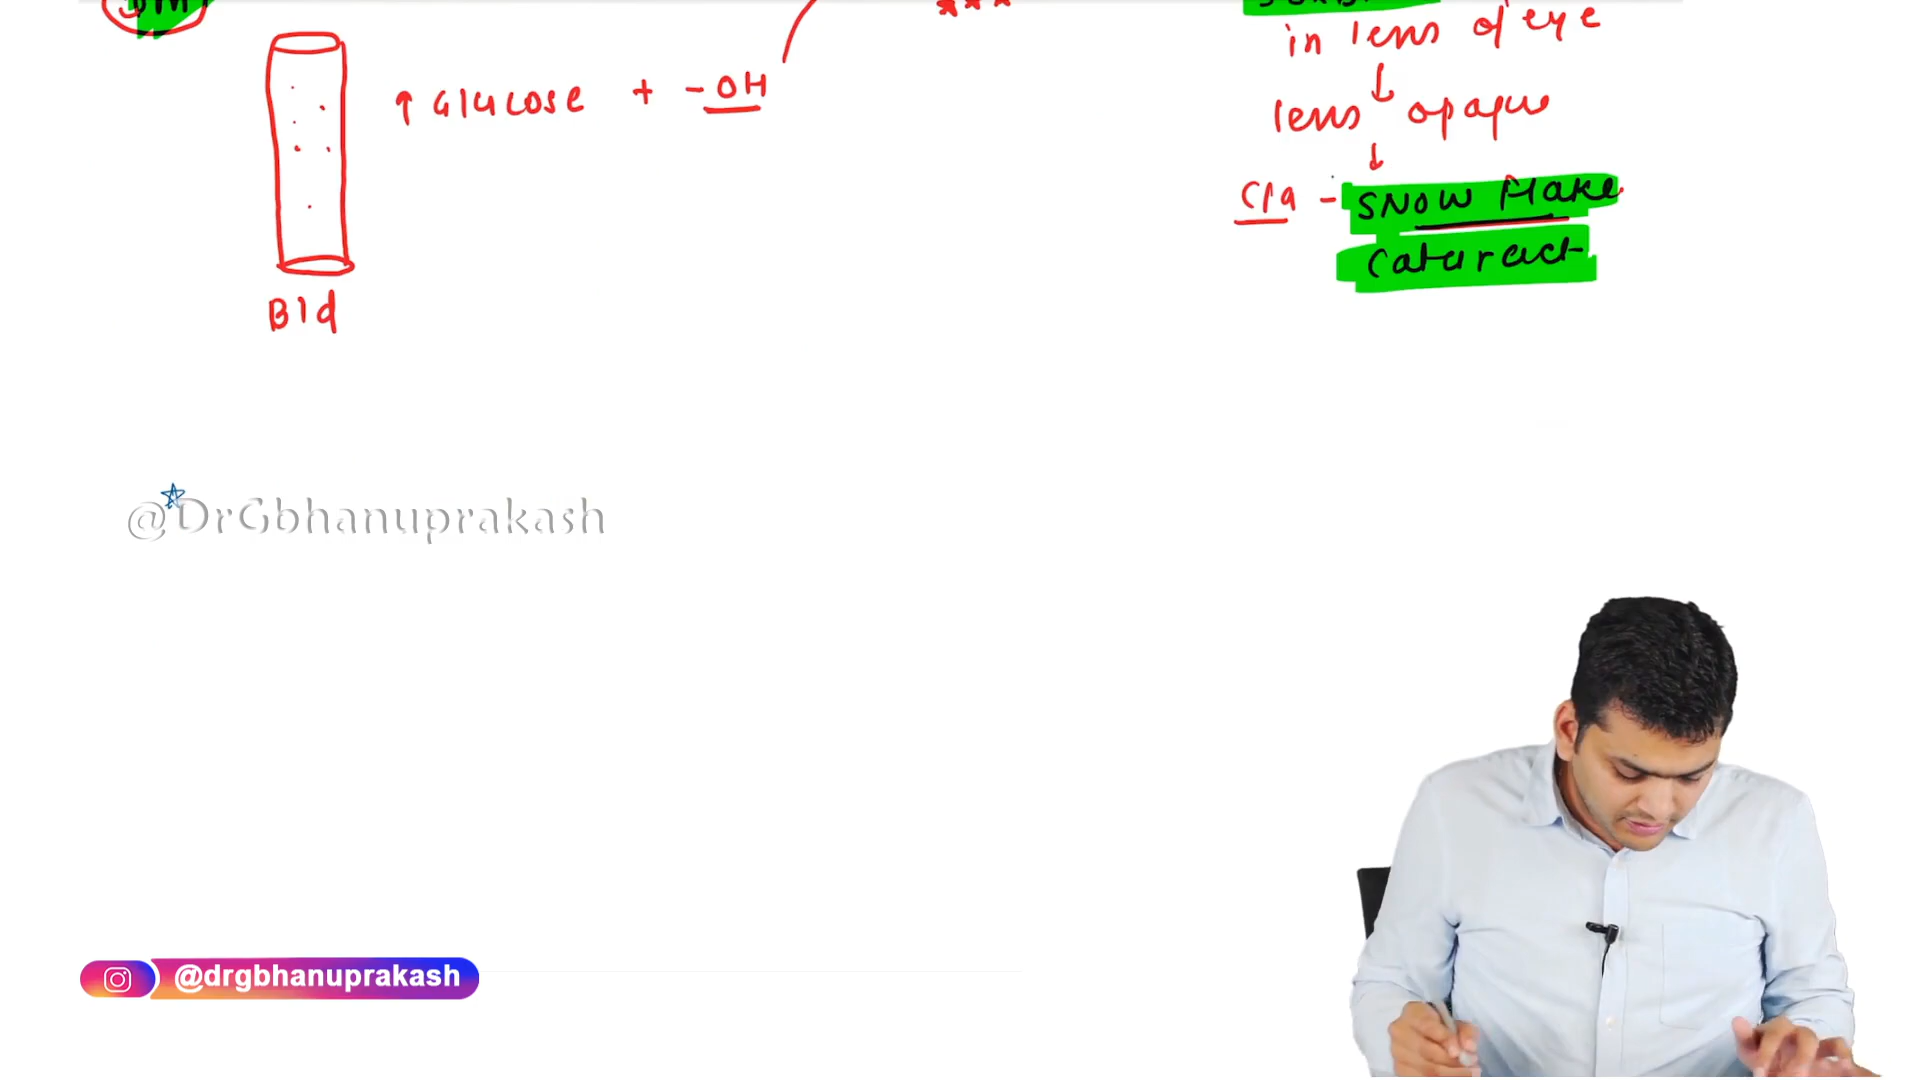 in lens of eye
↑ Glucose + -OH
lens opaque
C/a - SNOW Flake
Cataract
Bld
@DrGbhanuprakash
@drgbhanuprakash